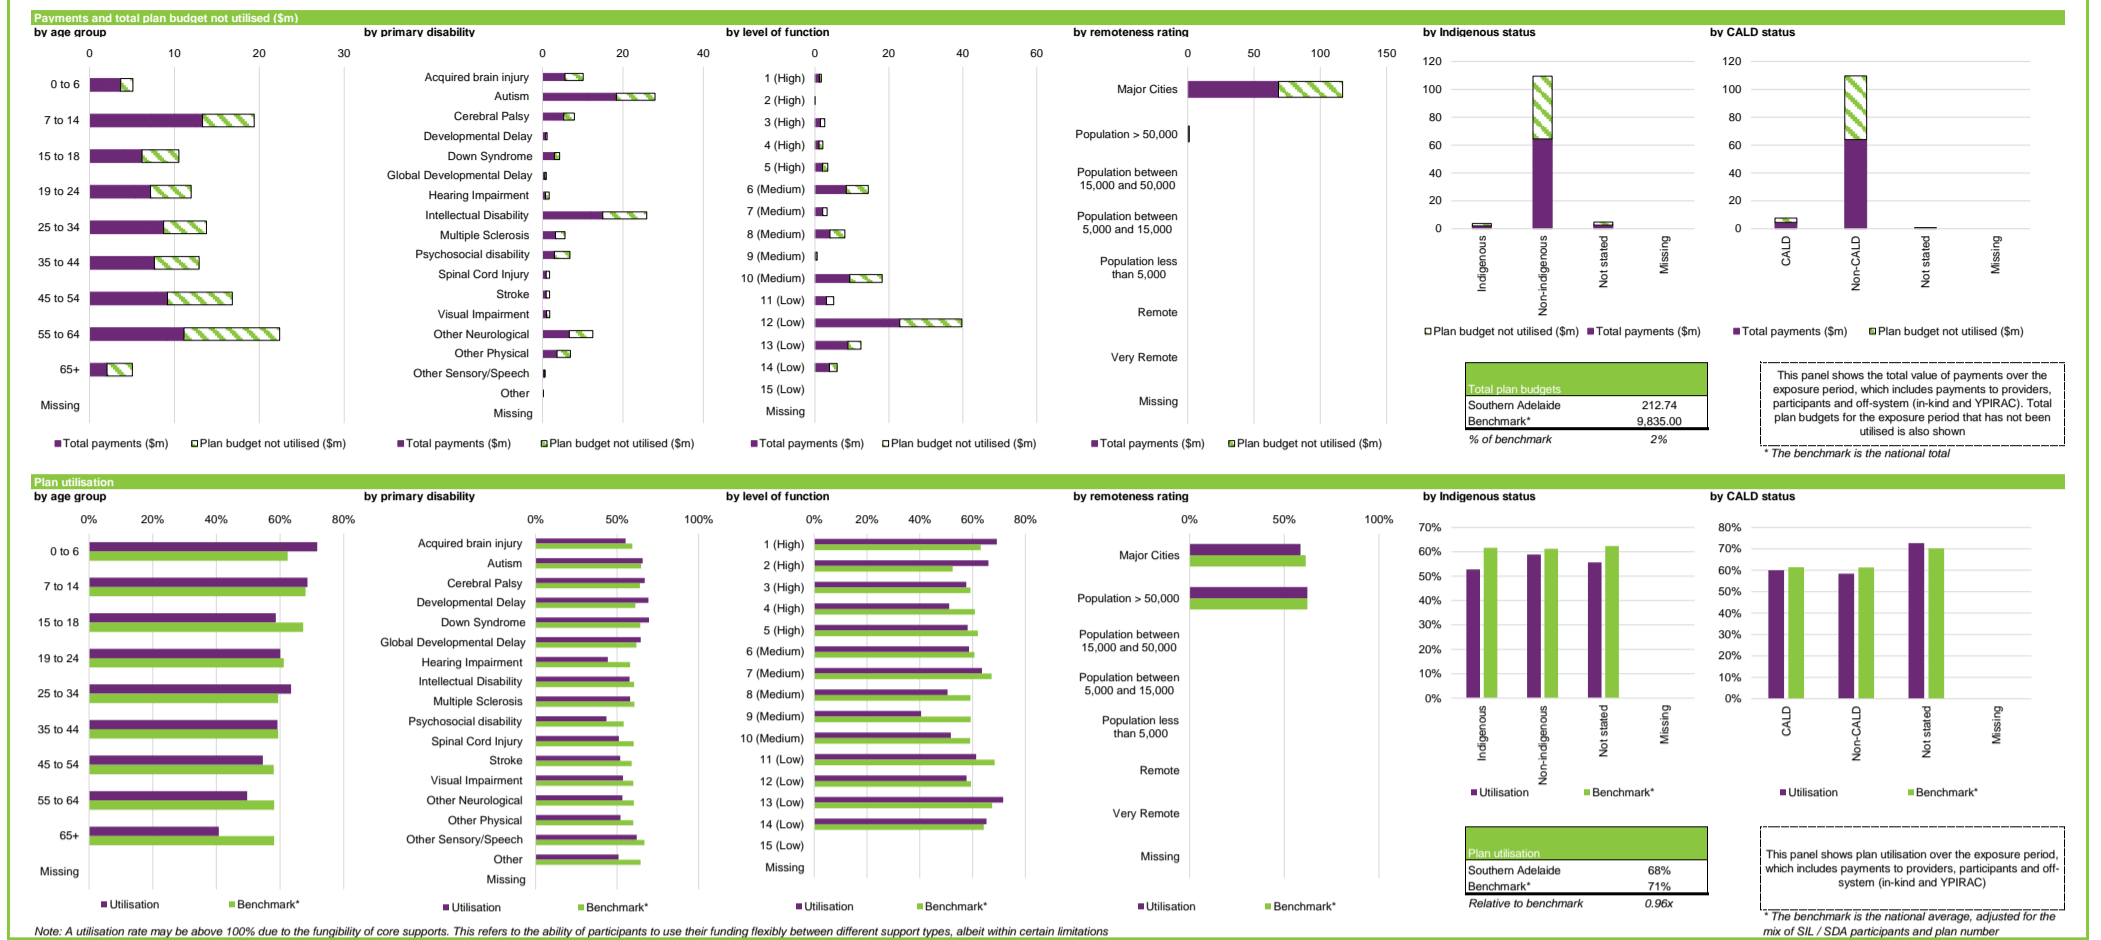 Payments and total plan budget not utilised ($m)
by age group
0 10 20 30
0 to 6
7 to 14
15 to 18
19 to 24
25 to 34
35 to 44
45 to 54
55 to 64
65+
Missing
Total payments ($m) Plan budget not utilised ($m)
by primary disability
0 20 40
Acquired brain injury
Autism
Cerebral Palsy
Developmental Delay
Down Syndrome
Global Developmental Delay
Hearing Impairment
Intellectual Disability
Multiple Sclerosis
Psychosocial disability
Spinal Cord Injury
Stroke
Visual Impairment
Other Neurological
Other Physical
Other Sensory/Speech
Other
Missing
Total payments ($m) Plan budget not utilised ($m)
by level of function
0 20 40 60
1 (High)
2 (High)
3 (High)
4 (High)
5 (High)
6 (Medium)
7 (Medium)
8 (Medium)
9 (Medium)
10 (Medium)
11 (Low)
12 (Low)
13 (Low)
14 (Low)
15 (Low)
Missing
Total payments ($m) Plan budget not utilised ($m)
by remoteness rating
0 50 100 150
Major Cities
Population > 50,000
Population between
15,000 and 50,000
Population between
5,000 and 15,000
Population less
than 5,000
Remote
Very Remote
Missing
Total payments ($m) Plan budget not utilised ($m)
by Indigenous status
120
100
80
60
40
20
0
Indigenous
Non-indigenous
Not stated
Missing
Plan budget not utilised ($m) Total payments ($m)
by CALD status
120
100
80
60
40
20
0
CALD
Non-CALD
Not stated
Missing
Total payments ($m) Plan budget not utilised ($m)
Total plan budgets
Southern Adelaide 212.74
Benchmark* 9,835.00
% of benchmark 2%
This panel shows the total value of payments over the
exposure period, which includes payments to providers,
participants and off-system (in-kind and YPIRAC). Total
plan budgets for the exposure period that has not been
utilised is also shown
* The benchmark is the national total
Plan utilisation
by age group
0% 20% 40% 60% 80%
0 to 6
7 to 14
15 to 18
19 to 24
25 to 34
35 to 44
45 to 54
55 to 64
65+
Missing
Utilisation Benchmark*
by primary disability
0% 50% 100%
Acquired brain injury
Autism
Cerebral Palsy
Developmental Delay
Down Syndrome
Global Developmental Delay
Hearing Impairment
Intellectual Disability
Multiple Sclerosis
Psychosocial disability
Spinal Cord Injury
Stroke
Visual Impairment
Other Neurological
Other Physical
Other Sensory/Speech
Other
Missing
Utilisation Benchmark*
by level of function
0% 20% 40% 60% 80%
1 (High)
2 (High)
3 (High)
4 (High)
5 (High)
6 (Medium)
7 (Medium)
8 (Medium)
9 (Medium)
10 (Medium)
11 (Low)
12 (Low)
13 (Low)
14 (Low)
15 (Low)
Missing
Utilisation Benchmark*
by remoteness rating
0% 50% 100%
Major Cities
Population > 50,000
Population between
15,000 and 50,000
Population between
5,000 and 15,000
Population less
than 5,000
Remote
Very Remote
Missing
Utilisation Benchmark*
by Indigenous status
70%
60%
50%
40%
30%
20%
10%
0%
Indigenous
Non-indigenous
Not stated
Missing
Utilisation Benchmark*
by CALD status
80%
70%
60%
50%
40%
30%
20%
10%
0%
CALD
Non-CALD
Not stated
Missing
Utilisation Benchmark*
Plan utilisation
Southern Adelaide 68%
Benchmark* 71%
Relative to benchmark 0.96x
This panel shows plan utilisation over the exposure period,
which includes payments to providers, participants and off-
system (in-kind and YPIRAC)
* The benchmark is the national average, adjusted for the
mix of SIL / SDA participants and plan number
Note: A utilisation rate may be above 100% due to the fungibility of core supports. This refers to the ability of participants to use their funding flexibly between different support types, albeit within certain limitations